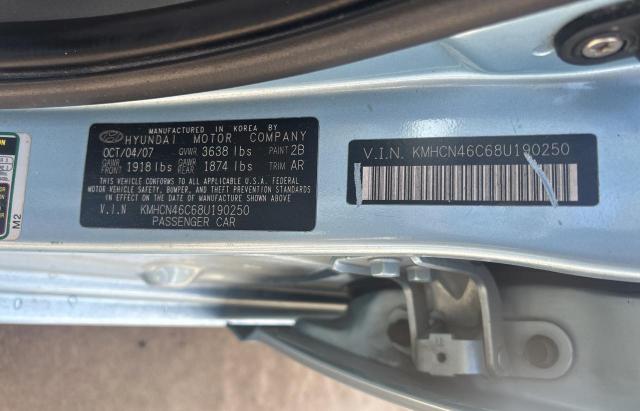 MANUFACTURED IN KOREA BY
HYUNDAI MOTOR COMPANY
OCT/04/07 GVWR 3638 lbs PAINT 2B
GAWR FRONT 1918 lbs GAWR REAR 1874 lbs TRIM AR
THIS VEHICLE CONFORMS TO ALL APPLICABLE U.S.A. FEDERAL
MOTOR VEHICLE SAFETY, BUMPER, AND THEFT PREVENTION STANDARDS
IN EFFECT ON THE DATE OF MANUFACTURE SHOWN ABOVE
V.I.N KMHCN46C68U190250
PASSENGER CAR
V.I.N. KMHCN46C68U190250
M2